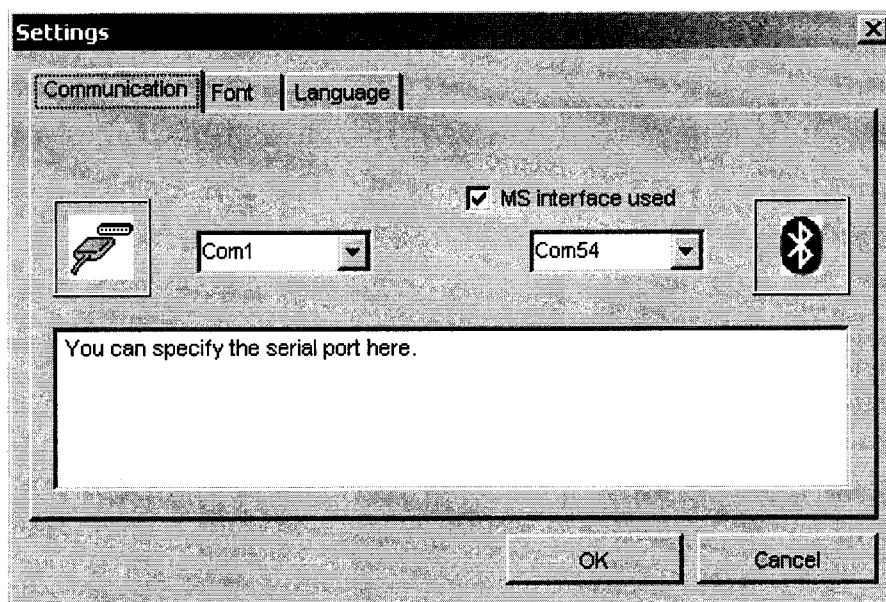 Settings
Communication Font Language
MS interface used
Com1 Com54
You can specify the serial port here.
OK Cancel